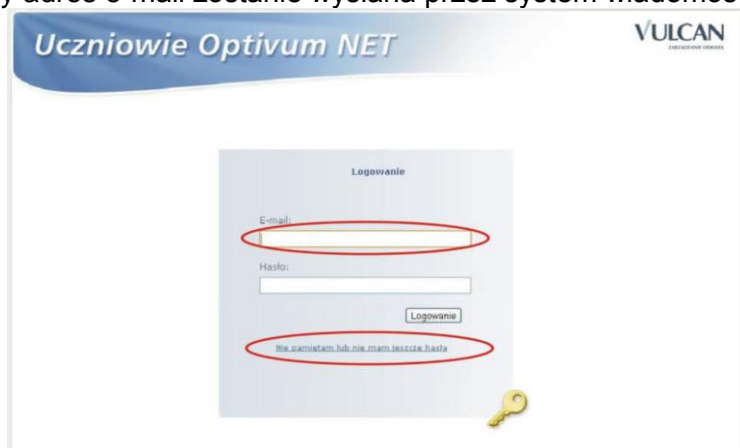 y adres e-mail zostanie wysłana przez system wiadomoś
Uczniowie Optivum NET
VULCAN
Logowanie
E-mail:
Hasło:
Logowanie
Nie pamiętam lub nie mam jeszcze hasła